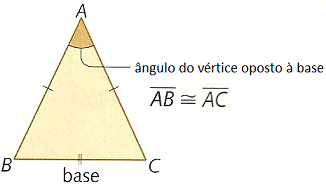 A
ângulo do vértice oposto à base
AB ≅ AC
B
C
base